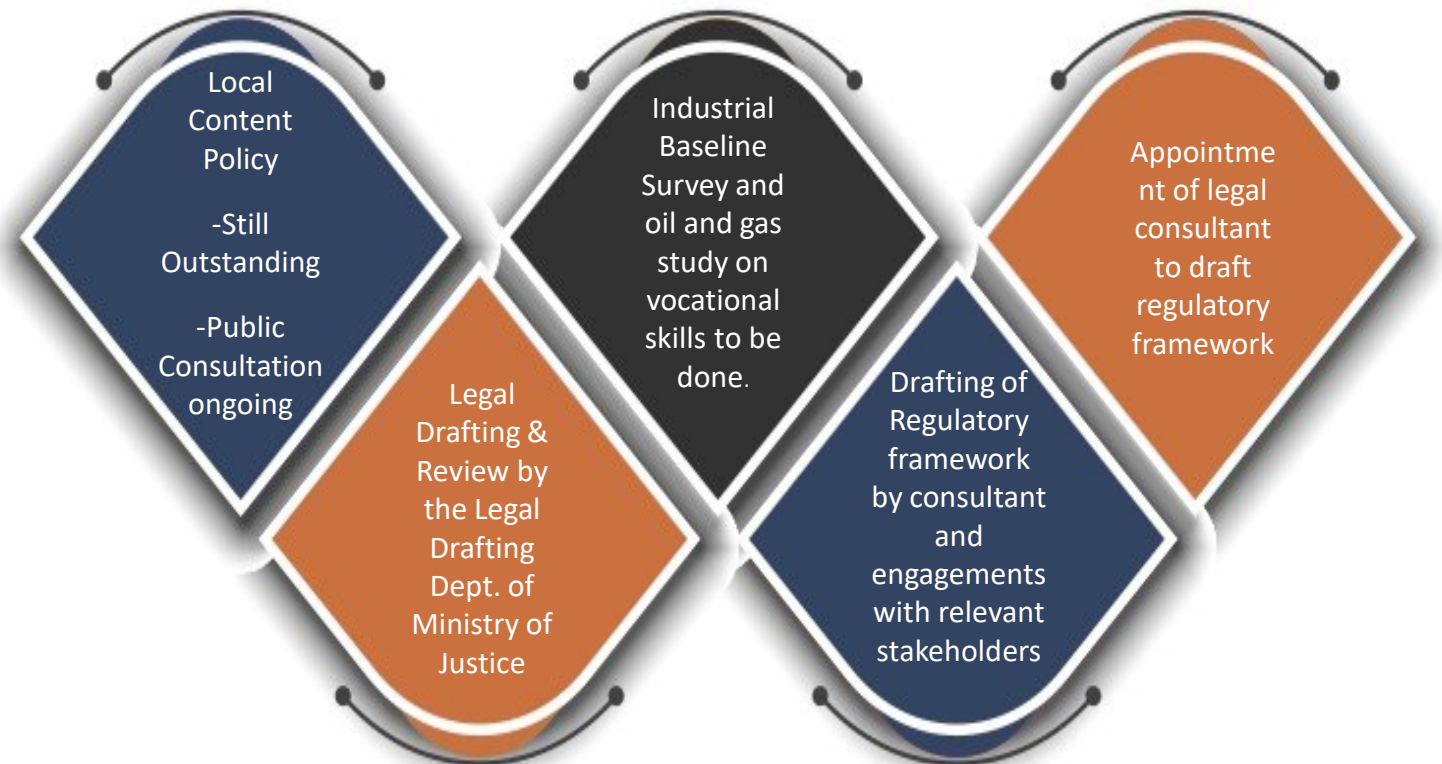 Local
Content
Policy
-Still
Outstanding
-Public
Consultation
ongoing
Legal
Drafting &
Review by
the Legal
Drafting
Dept. of
Ministry of
Justice
Industrial
Baseline
Survey and
oil and gas
study on
vocational
skills to be
done.
Drafting of
Regulatory
framework
by consultant
and
engagements
with relevant
stakeholders
Appointme
nt of legal
consultant
to draft
regulatory
framework